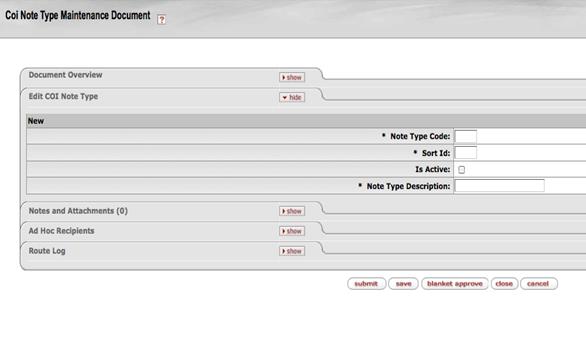 Coi Note Type Maintenance Document ?
Document Overview show
Edit COI Note Type hide
New
* Note Type Code:
* Sort Id:
Is Active:
* Note Type Description:
Notes and Attachments (0) show
Ad Hoc Recipients show
Route Log show
submit save blanket approve close cancel